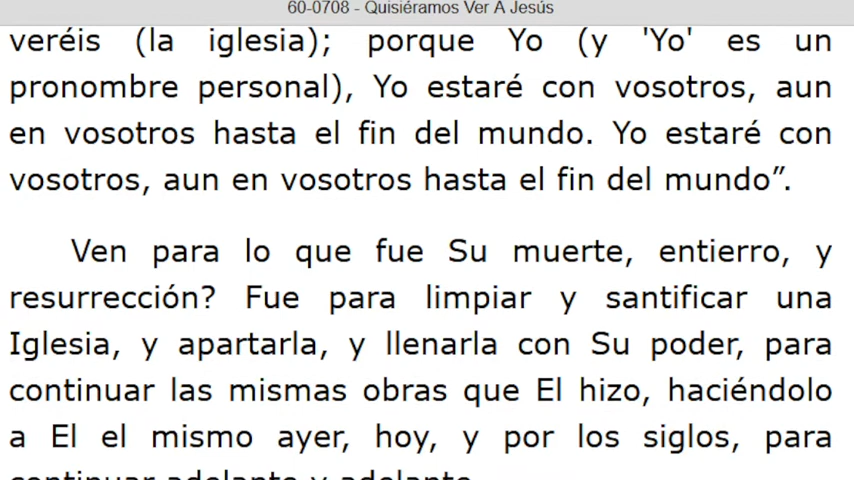 60-0708 - Quisiéramos Ver A Jesús
veréis (la iglesia); porque Yo (y 'Yo' es un
pronombre personal), Yo estaré con vosotros, aun
en vosotros hasta el fin del mundo. Yo estaré con
vosotros, aun en vosotros hasta el fin del mundo”.
Ven para lo que fue Su muerte, entierro, y
resurrección? Fue para limpiar y santificar una
Iglesia, y apartarla, y llenarla con Su poder, para
continuar las mismas obras que El hizo, haciéndolo
a El el mismo ayer, hoy, y por los siglos, para
continuar adelante y adelante.